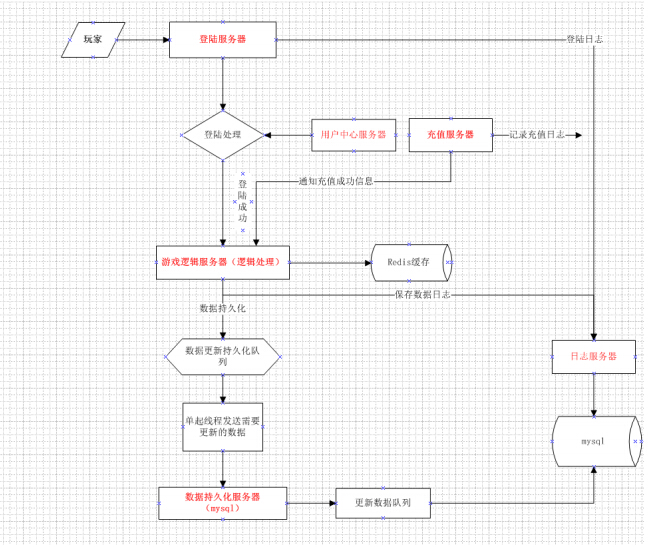 玩家
登陆服务器
登陆日志
登陆处理
用户中心服务器
充值服务器
记录充值日志
登
陆
成
功
通知充值成功信息
游戏逻辑服务器（逻辑处理）
Redis缓存
数据持久化
保存数据日志
数据更新持久化队
列
日志服务器
单起线程发送需要
更新的数据
mysql
数据持久化服务器
（mysql）
更新数据队列